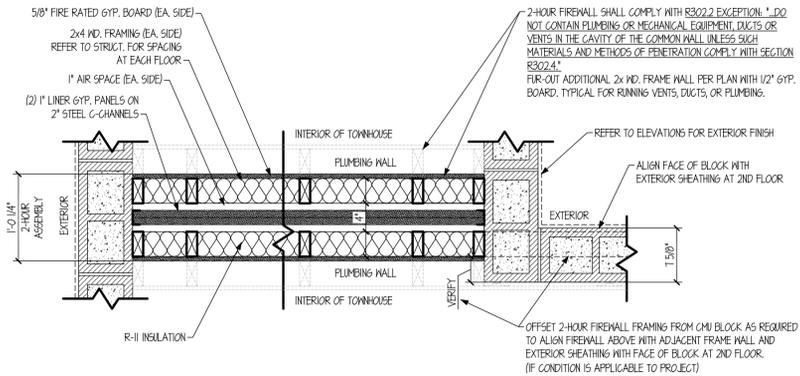 5/8" FIRE RATED GYP. BOARD (EA. SIDE)
2x4 WD. FRAMING (EA. SIDE)
REFER TO STRUCT. FOR SPACING
AT EACH FLOOR
1" AIR SPACE (EA. SIDE)
(2) 1" LINER GYP. PANELS ON
2" STEEL C-CHANNELS
2-HOUR FIREWALL SHALL COMPLY WITH R302.2 EXCEPTION: "...DO
NOT CONTAIN PLUMBING OR MECHANICAL EQUIPMENT, DUCTS OR
VENTS IN THE CAVITY OF THE COMMON WALL UNLESS SUCH
MATERIALS AND METHODS OF PENETRATION COMPLY WITH SECTION
R302.4."
FUR-OUT ADDITIONAL 2x WD. FRAME WALL PER PLAN WITH 1/2" GYP.
BOARD. TYPICAL FOR RUNNING VENTS, DUCTS, OR PLUMBING.
INTERIOR OF TOWNHOUSE
PLUMBING WALL
REFER TO ELEVATIONS FOR EXTERIOR FINISH
ALIGN FACE OF BLOCK WITH
EXTERIOR SHEATHING AT 2ND FLOOR
1'-0 1/4"
2-HOUR
ASSEMBLY
EXTERIOR
4"
EXTERIOR
7 5/8"
PLUMBING WALL
INTERIOR OF TOWNHOUSE
VERIFY
R-11 INSULATION
OFFSET 2-HOUR FIREWALL FRAMING FROM CMU BLOCK AS REQUIRED
TO ALIGN FIREWALL ABOVE WITH ADJACENT FRAME WALL AND
EXTERIOR SHEATHING WITH FACE OF BLOCK AT 2ND FLOOR.
(IF CONDITION IS APPLICABLE TO PROJECT)